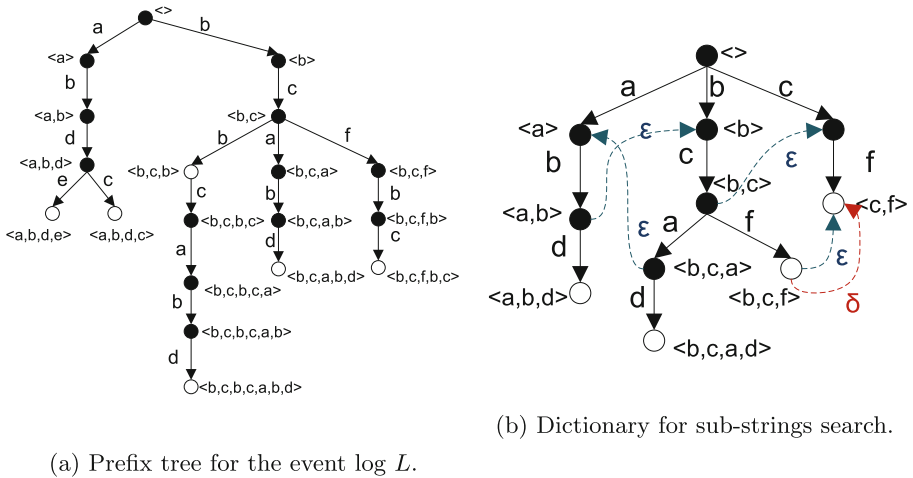 <>
a
b
<a>
<b>
b
c
<a,b>
<b,c>
d
b
a
f
<a,b,d>
<b,c,b>
<b,c,a>
<b,c,f>
e
c
c
b
b
<a,b,d,e>
<a,b,d,c>
<b,c,b,c>
<b,c,a,b>
<b,c,f,b>
a
d
c
<b,c,b,c,a>
<b,c,a,b,d>
<b,c,f,b,c>
b
<b,c,b,c,a,b>
d
<b,c,b,c,a,b,d>
(a) Prefix tree for the event log L.
<>
a
b
c
<a>
ε
<b>
b
c
ε
f
<b,c>
<a,b>
<c,f>
ε
a
f
d
ε
<b,c,a>
<a,b,d>
d
<b,c,f>
δ
<b,c,a,d>
(b) Dictionary for sub-strings search.